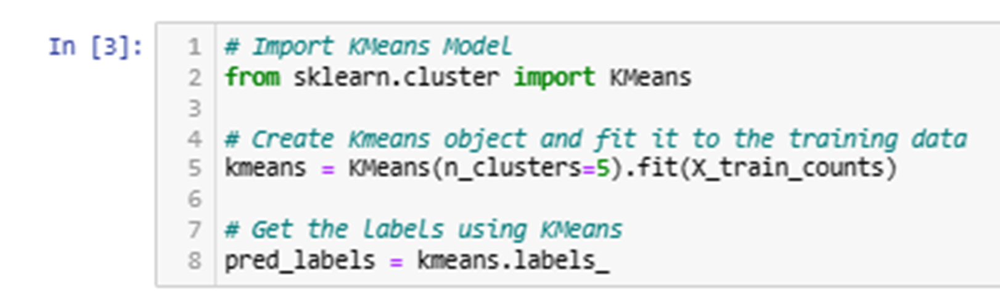 In [3]:
1 # Import KMeans Model
2 from sklearn.cluster import KMeans
3
4 # Create Kmeans object and fit it to the training data
5 kmeans = KMeans(n_clusters=5).fit(X_train_counts)
6
7 # Get the labels using KMeans
8 pred_labels = kmeans.labels_